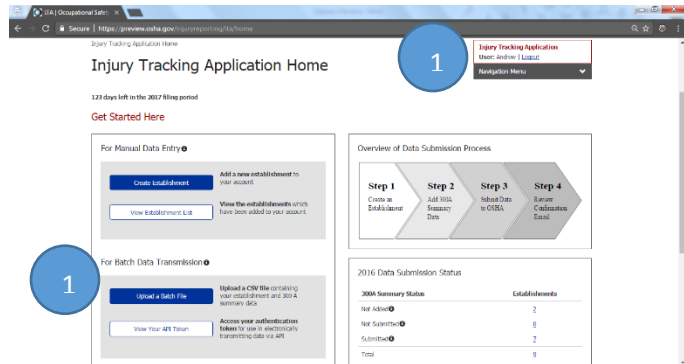 ITA | Occupational Safet
Secure | https://preview.osha.gov/injuryreporting/ita/home
Injury Tracking Application Home
Injury Tracking Application
User: Andrew | Logout
Navigation Menu
1
Injury Tracking Application Home
123 days left in the 2017 filing period
Get Started Here
For Manual Data Entry
Create Establishment
Add a new establishment to
your account
View Establishment List
View the establishments which
have been added to your account
Overview of Data Submission Process
Step 1
Create an
Establishment
Step 2
Add 300A
Summary
Data
Step 3
Submit Data
to OSHA
Step 4
Review
Confirmation
Email
For Batch Data Transmission
1
Upload a Batch File
Upload a CSV file containing
your establishment and 300 A
summary data
View Your API Token
Access your authentication
token for use in electronically
transmitting data via API
2016 Data Submission Status
300A Summary Status
Establishments
Not Added
2
Not Submitted
Submitted
7
Total
9